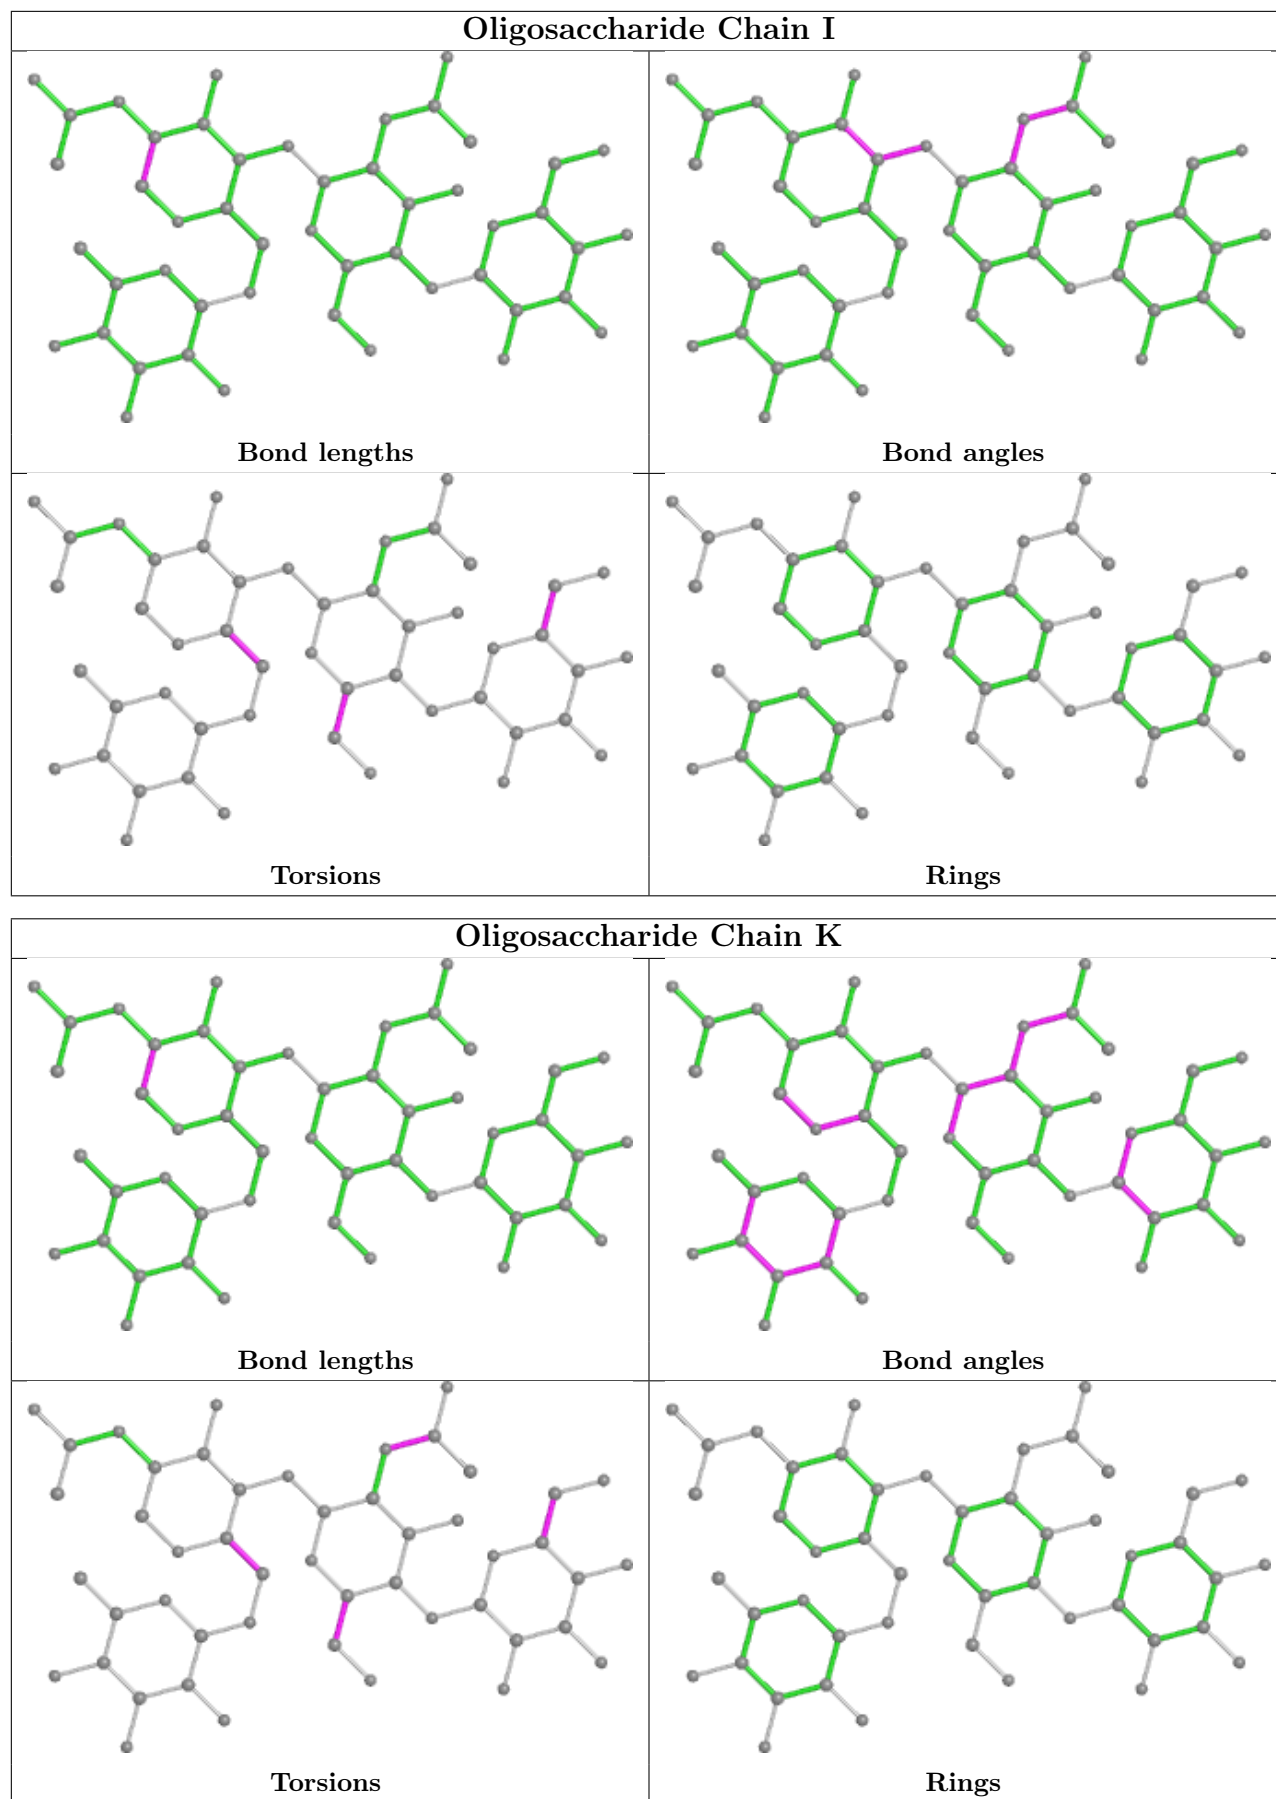 Oligosaccharide Chain I
Bond lengths
Bond angles
Torsions
Rings
Oligosaccharide Chain K
Bond lengths
Bond angles
Torsions
Rings